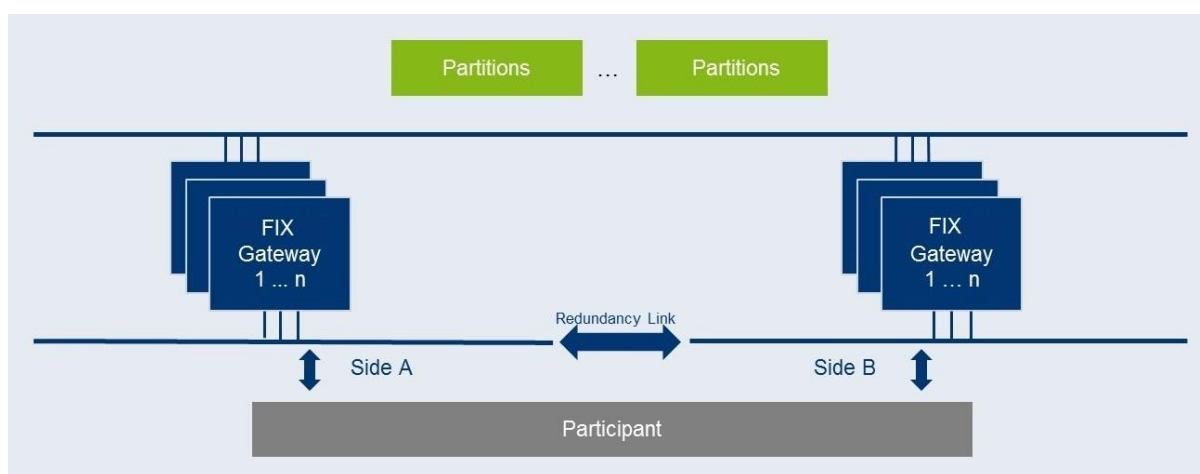 Partitions ... Partitions
FIX
Gateway
1 ... n
FIX
Gateway
1 ... n
Redundancy Link
Side A
Side B
Participant